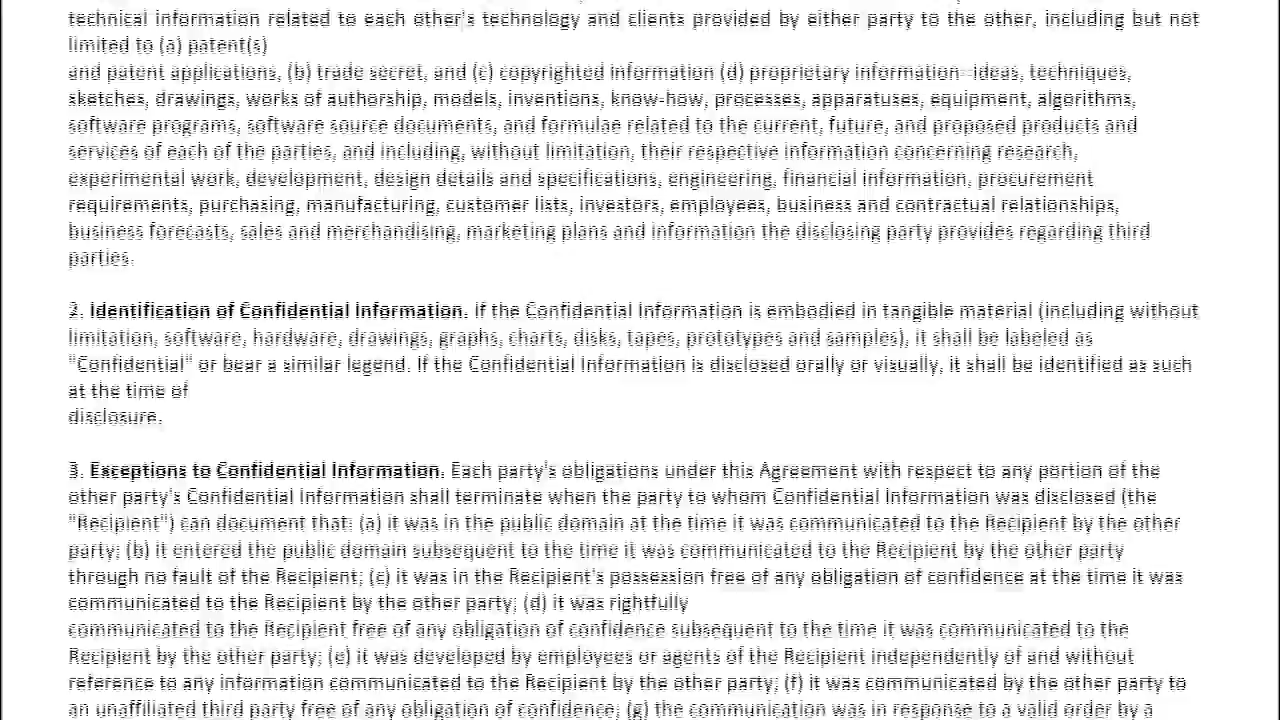 technical information related to each other's technology and clients provided by either party to the other, including but not
limited to (a) patent(s)
and patent applications, (b) trade secret, and (c) copyrighted information (d) proprietary information--ideas, techniques,
sketches, drawings, works of authorship, models, inventions, know-how, processes, apparatuses, equipment, algorithms,
software programs, software source documents, and formulae related to the current, future, and proposed products and
services of each of the parties, and including, without limitation, their respective information concerning research,
experimental work, development, design details and specifications, engineering, financial information, procurement
requirements, purchasing, manufacturing, customer lists, investors, employees, business and contractual relationships,
business forecasts, sales and merchandising, marketing plans and information the disclosing party provides regarding third
parties.
2. Identification of Confidential Information. If the Confidential Information is embodied in tangible material (including without
limitation, software, hardware, drawings, graphs, charts, disks, tapes, prototypes and samples), it shall be labeled as
"Confidential" or bear a similar legend. If the Confidential Information is disclosed orally or visually, it shall be identified as such
at the time of
disclosure.
3. Exceptions to Confidential Information. Each party's obligations under this Agreement with respect to any portion of the
other party's Confidential Information shall terminate when the party to whom Confidential Information was disclosed (the
"Recipient") can document that: (a) it was in the public domain at the time it was communicated to the Recipient by the other
party; (b) it entered the public domain subsequent to the time it was communicated to the Recipient by the other party
through no fault of the Recipient; (c) it was in the Recipient's possession free of any obligation of confidence at the time it was
communicated to the Recipient by the other party; (d) it was rightfully
communicated to the Recipient free of any obligation of confidence subsequent to the time it was communicated to the
Recipient by the other party; (e) it was developed by employees or agents of the Recipient independently of and without
reference to any information communicated to the Recipient by the other party; (f) it was communicated by the other party to
an unaffiliated third party free of any obligation of confidence; (g) the communication was in response to a valid order by a